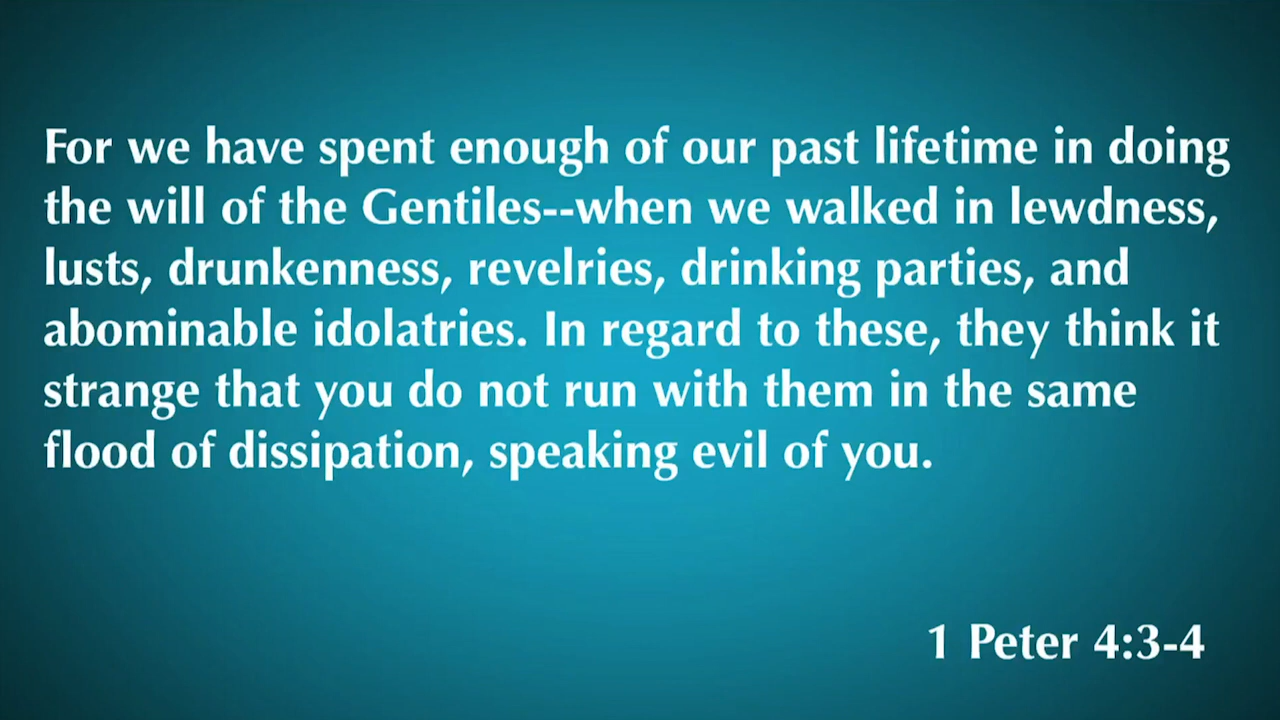 For we have spent enough of our past lifetime in doing
the will of the Gentiles--when we walked in lewdness,
lusts, drunkenness, revelries, drinking parties, and
abominable idolatries. In regard to these, they think it
strange that you do not run with them in the same
flood of dissipation, speaking evil of you.
1 Peter 4:3-4